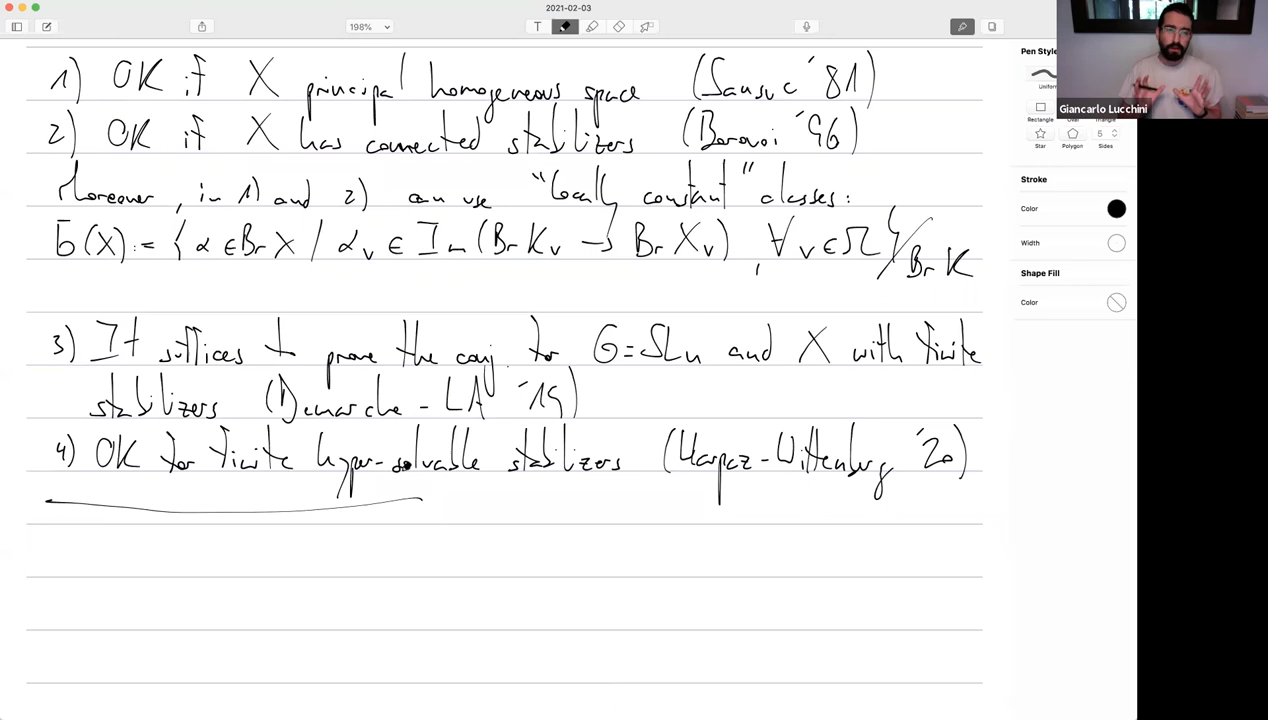 2021-02-03
198%
T
Pen Style
Uniform
Rectangle
Triangle
Star
Polygon
5
Sides
Stroke
Color
Width
Shape Fill
Color
Giancarlo Lucchini
1) OK if X principal homogeneous space (Sansuc '81)
2) OK if X has connected stabilizers (Borovoi '96)
Moreover, in 1) and 2) can use "locally constant" classes:
Б(X) := { α ∈ Br X / α_v ∈ Im (Br K_v → Br X_v), ∀ v ∈ Ω } / Br K
3) It suffices to prove the conj. for G = SLn and X with finite
stabilizers (Demarche - LA '19)
4) OK for finite hyper-solvable stabilizers (Harpaz - Wittenberg '20)